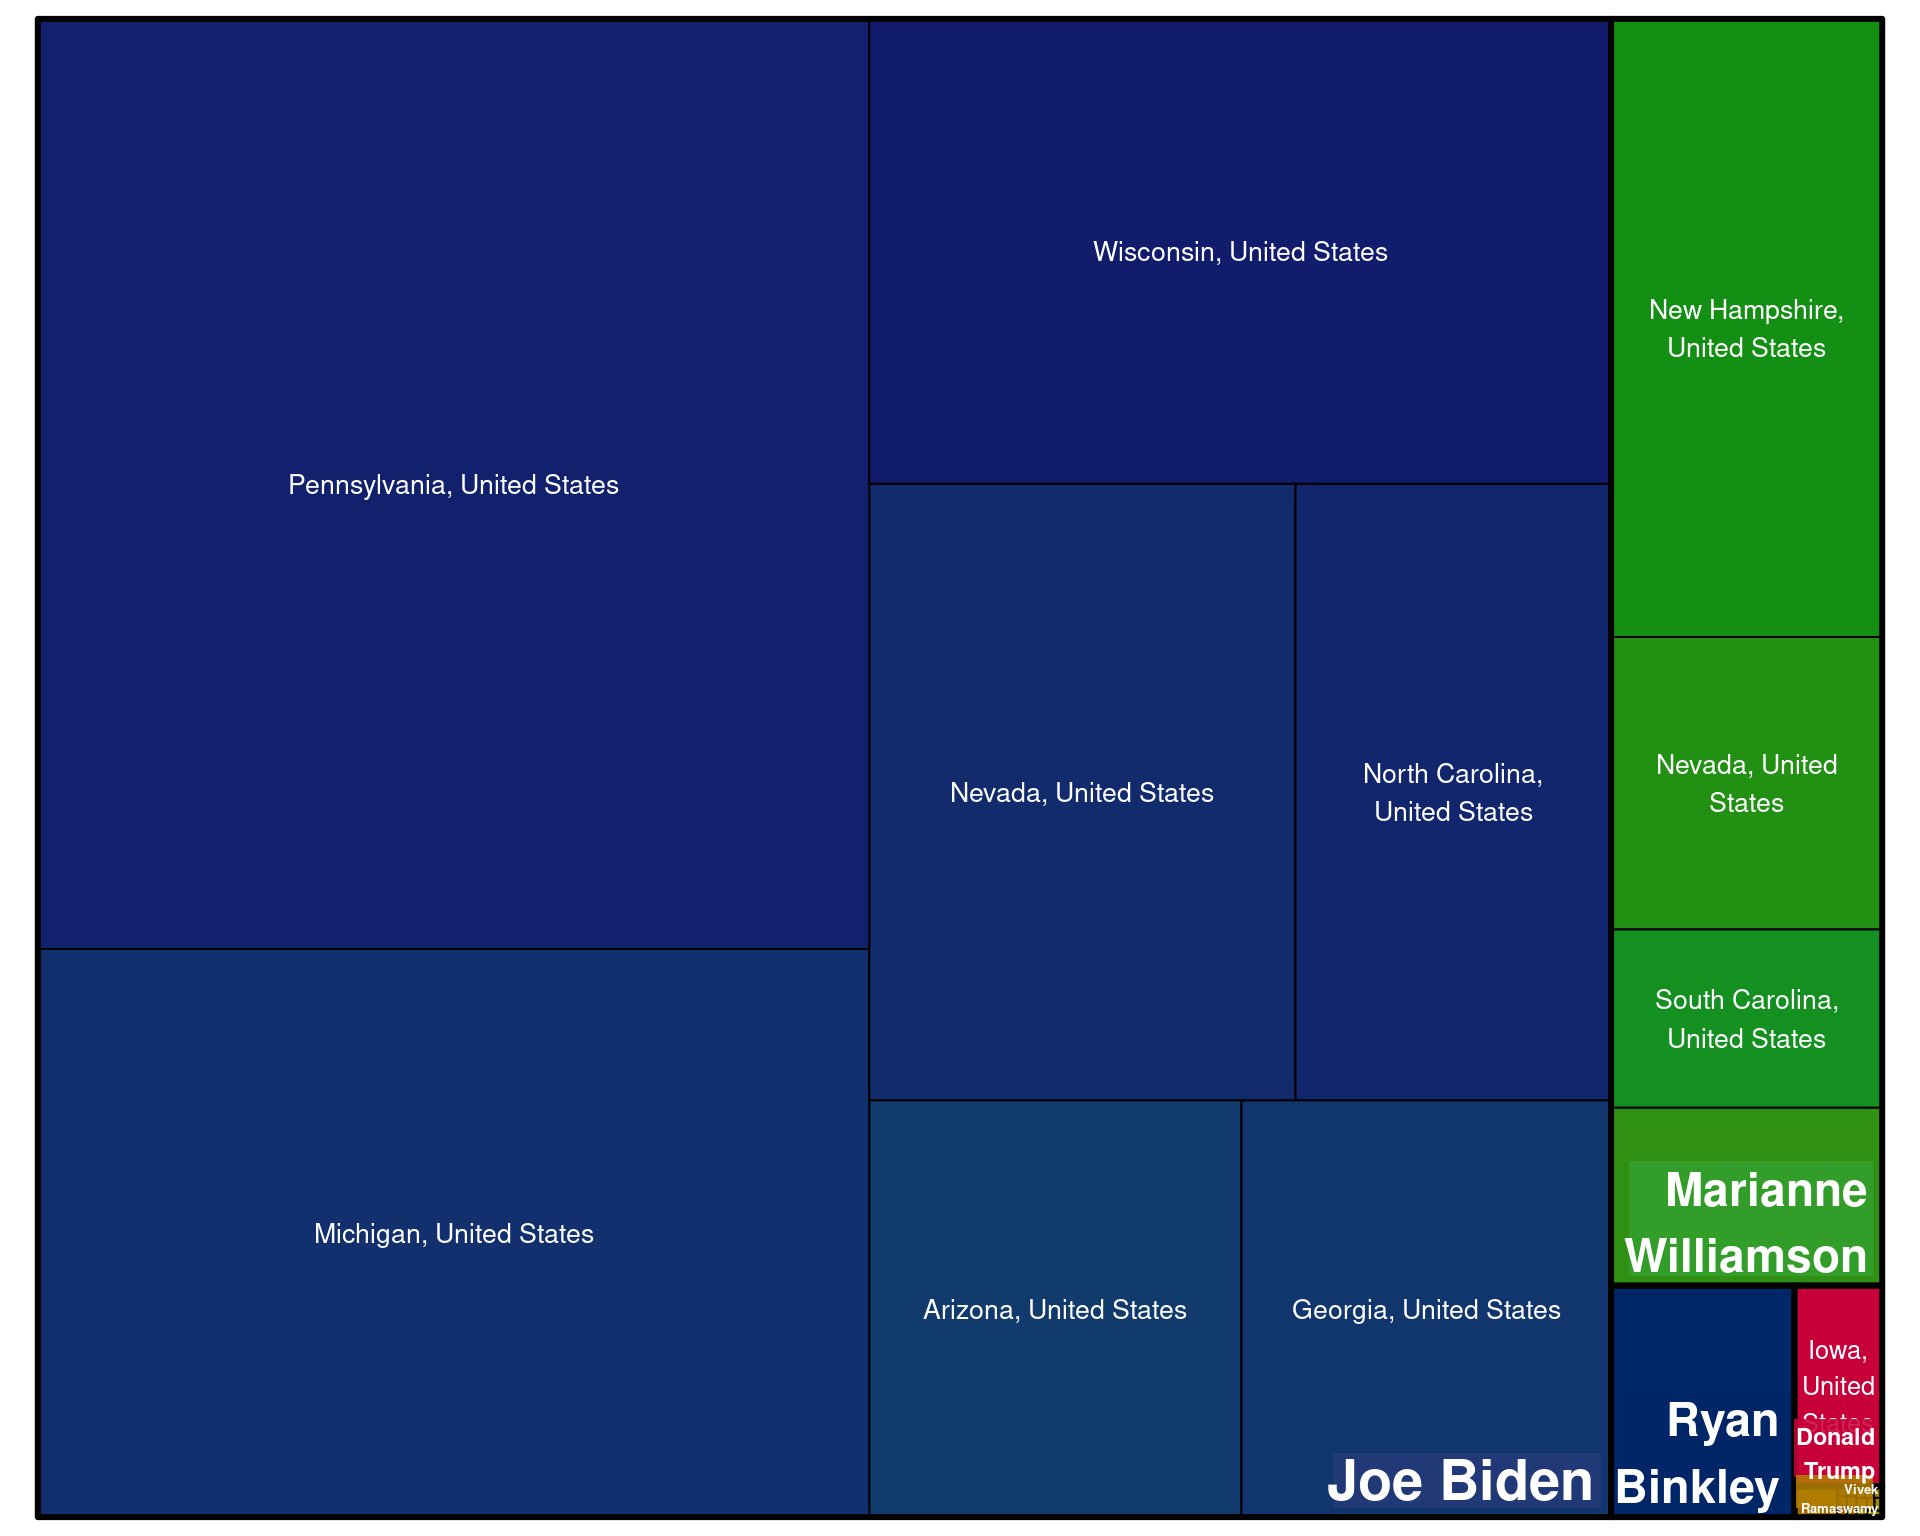 Pennsylvania, United States
Michigan, United States
Wisconsin, United States
Nevada, United States
North Carolina,
United States
Arizona, United States
Georgia, United States
Joe Biden
New Hampshire,
United States
Nevada, United
States
South Carolina,
United States
Marianne
Williamson
Ryan
Binkley
Iowa,
United
States
Donald
Trump
Vivek
Ramaswamy